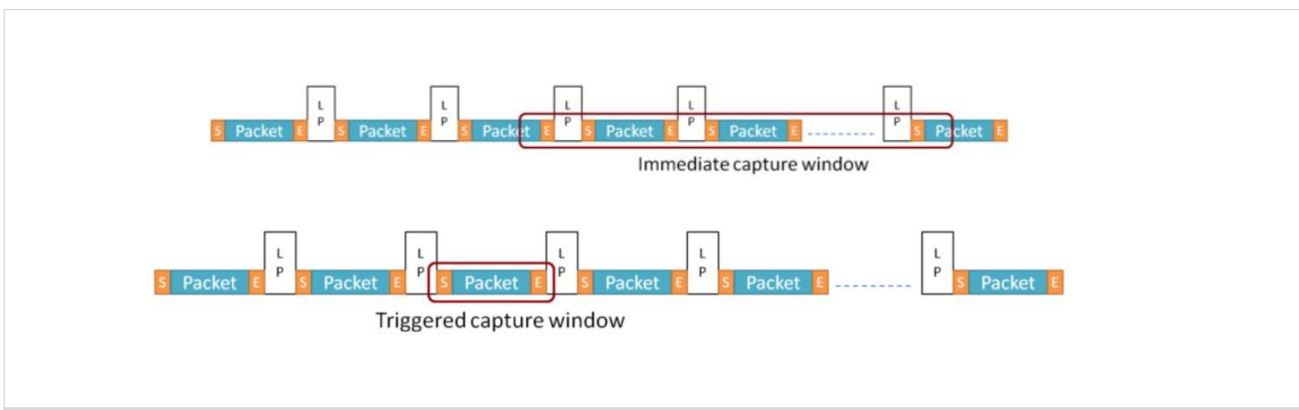 L P L P L P L P L P
S Packet E S Packet E S Packet E S Packet E S Packet E S Packet E
Immediate capture window
L P L P L P L P L P
S Packet E S Packet E S Packet E S Packet E S Packet E S Packet E
Triggered capture window